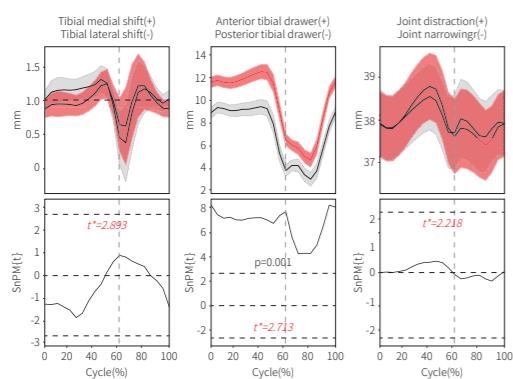 Tibial medial shift(+)
Tibial lateral shift(-)
Anterior tibial drawer(+)
Posterior tibial drawer(-)
Joint distraction(+)
Joint narrowingr(-)
mm
1.5
1.0
0.5
0
mm
14
12
10
8
6
4
2
mm
39
38
37
SnPM{t}
3
2
1
0
-1
-2
-3
t*=2.893
0 20 40 60 80 100
Cycle(%)
SnPM{t}
8
6
4
2
0
-2
p=0.001
t*=2.713
0 20 40 60 80 100
Cycle(%)
SnPM{t}
2
1
0
-1
-2
t*=2.218
0 20 40 60 80 100
Cycle(%)